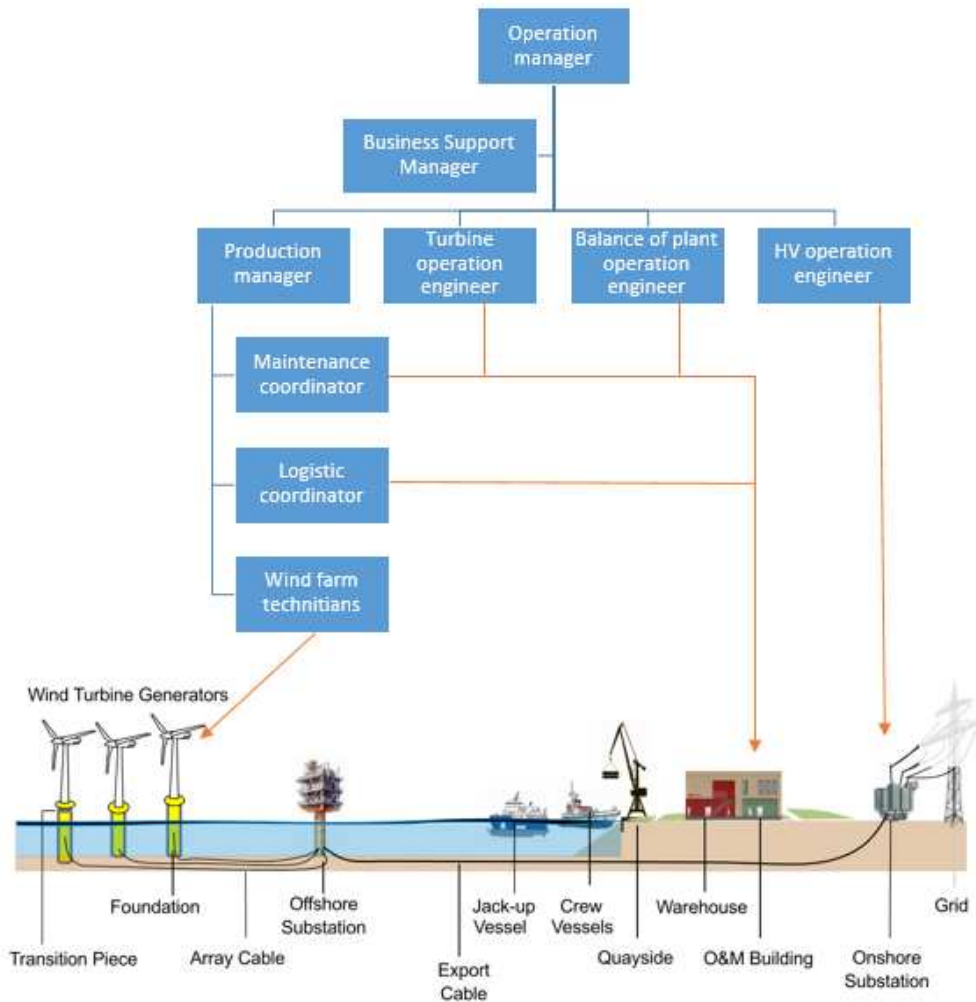 Operation
manager
Business Support
Manager
Production
manager
Turbine
operation
engineer
Balance of plant
operation
engineer
HV operation
engineer
Maintenance
coordinator
Logistic
coordinator
Wind farm
technitians
Wind Turbine Generators
Foundation
Transition Piece
Array Cable
Offshore
Substation
Export
Cable
Jack-up
Vessel
Crew
Vessels
Quayside
Warehouse
O&M Building
Onshore
Substation
Grid